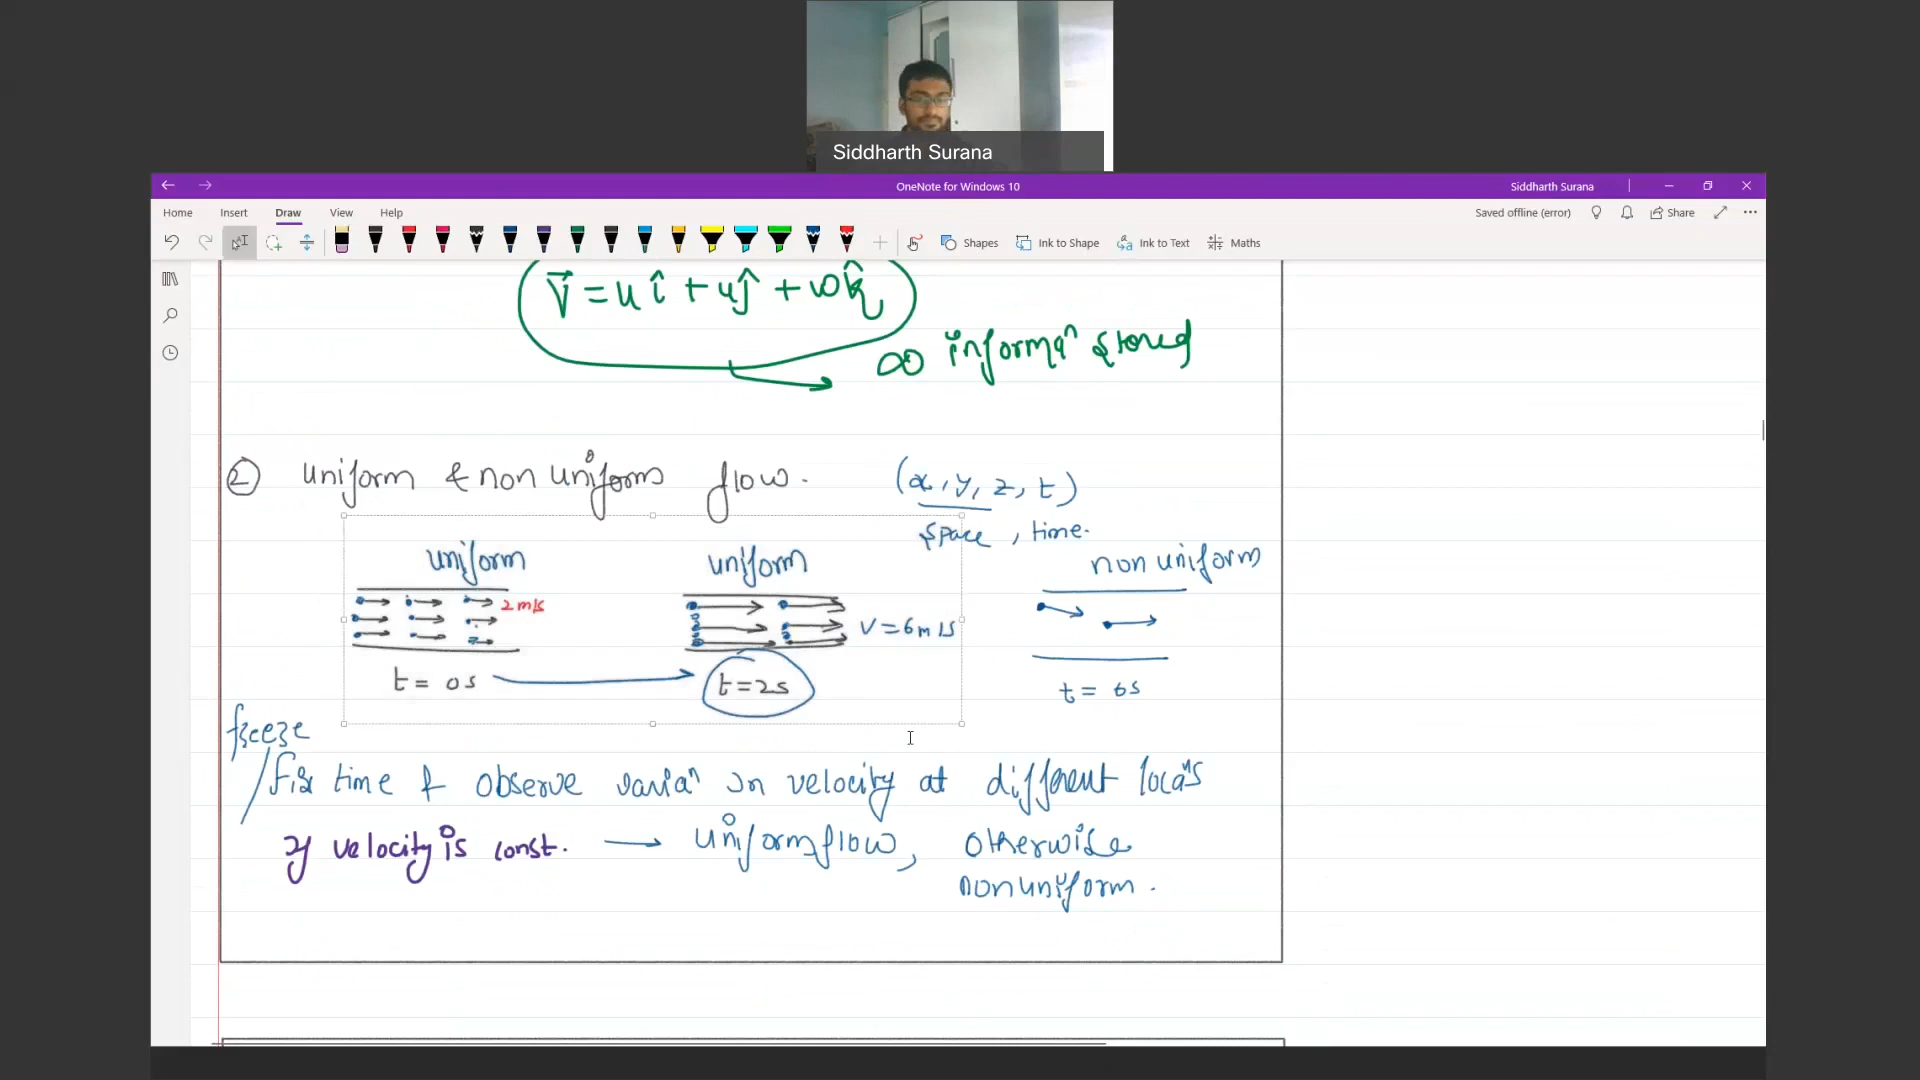 Siddharth Surana
OneNote for Windows 10
Siddharth Surana
Home Insert Draw View Help
Saved offline (error) Share
Shapes Ink to Shape Ink to Text Maths
V⃗ = u î + v ĵ + w k̂
∞ informaⁿ stored
② uniform & non uniform flow.
(x, y, z, t)
space, time.
uniform uniform non uniform
2 m/s
V = 6 m/s
t = 0s t = 2s t = 6s
freeze
/ fix time & observe variaⁿ in velocity at different locaⁿs
If velocity is const. → uniform flow, otherwise
nonuniform.